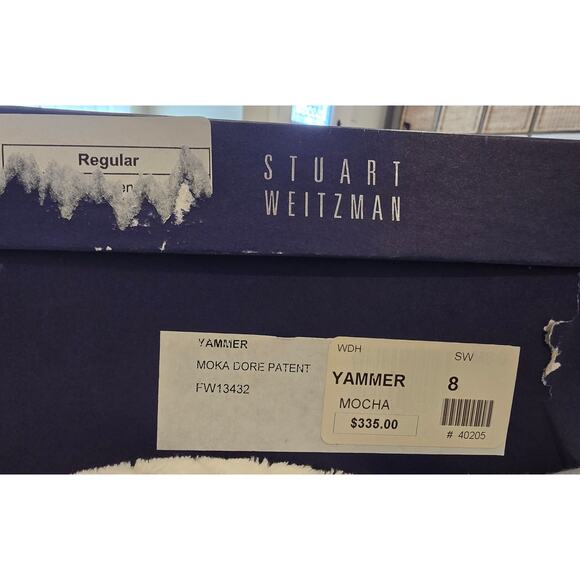 Regular
STUART
WEITZMAN
YAMMER
MOKA DORE PATENT
FW13432
WDH
SW
YAMMER 8
MOCHA
$335.00
# 40205